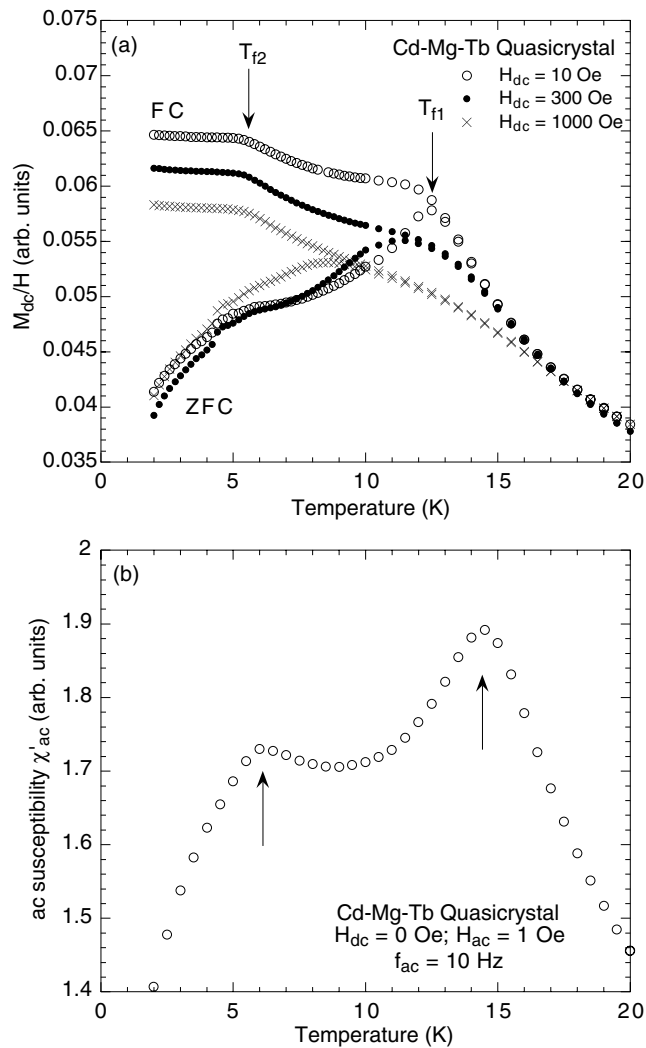 (a)
Cd-Mg-Tb Quasicrystal
H_dc = 10 Oe
H_dc = 300 Oe
H_dc = 1000 Oe
T_f2
T_f1
FC
ZFC
0.075
0.07
0.065
0.06
0.055
0.05
0.045
0.04
0.035
M_dc/H (arb. units)
0 5 10 15 20
Temperature (K)
(b)
2
1.9
1.8
1.7
1.6
1.5
1.4
ac susceptibility χ'_ac (arb. units)
Cd-Mg-Tb Quasicrystal
H_dc = 0 Oe; H_ac = 1 Oe
f_ac = 10 Hz
0 5 10 15 20
Temperature (K)